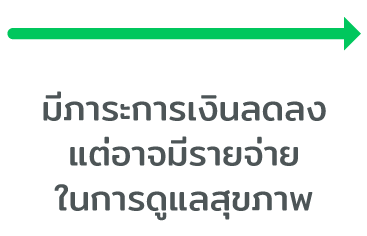 มีภาระการเงินลดลง
แต่อาจมีรายจ่าย
ในการดูแลสุขภาพ